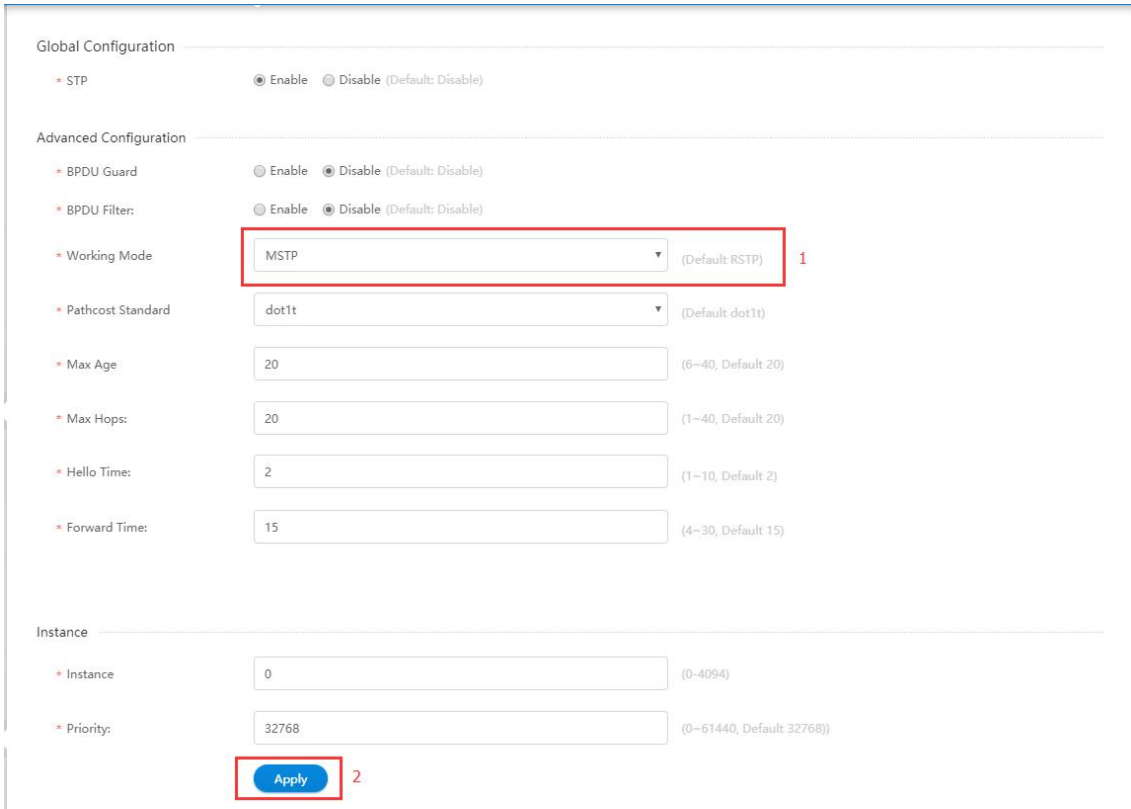 Global Configuration
* STP Enable Disable (Default: Disable)
Advanced Configuration
* BPDU Guard Enable Disable (Default: Disable)
* BPDU Filter: Enable Disable (Default: Disable)
* Working Mode MSTP (Default RSTP) 1
* Pathcost Standard dot1t (Default dot1t)
* Max Age 20 (6~40, Default 20)
* Max Hops: 20 (1~40, Default 20)
* Hello Time: 2 (1~10, Default 2)
* Forward Time: 15 (4~30, Default 15)
Instance
* Instance 0 (0-4094)
* Priority: 32768 (0~61440, Default 32768))
Apply 2